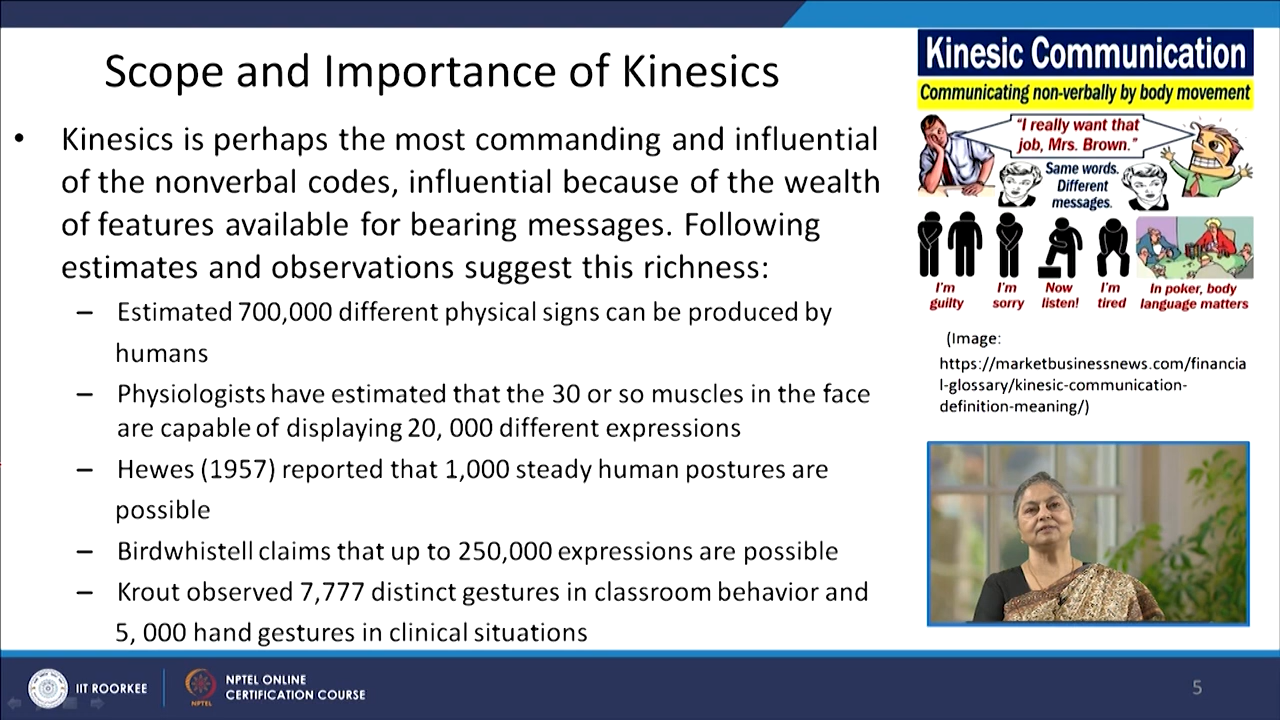 Scope and Importance of Kinesics
• Kinesics is perhaps the most commanding and influential
of the nonverbal codes, influential because of the wealth
of features available for bearing messages. Following
estimates and observations suggest this richness:
– Estimated 700,000 different physical signs can be produced by
humans
– Physiologists have estimated that the 30 or so muscles in the face
are capable of displaying 20, 000 different expressions
– Hewes (1957) reported that 1,000 steady human postures are
possible
– Birdwhistell claims that up to 250,000 expressions are possible
– Krout observed 7,777 distinct gestures in classroom behavior and
5, 000 hand gestures in clinical situations
Kinesic Communication
Communicating non-verbally by body movement
"I really want that
job, Mrs. Brown."
Same words.
Different
messages.
I'm
guilty
I'm
sorry
Now
listen!
I'm
tired
In poker, body
language matters
(Image:
https://marketbusinessnews.com/financia
l-glossary/kinesic-communication-
definition-meaning/)
IIT ROORKEE
NPTEL
NPTEL ONLINE
CERTIFICATION COURSE
5